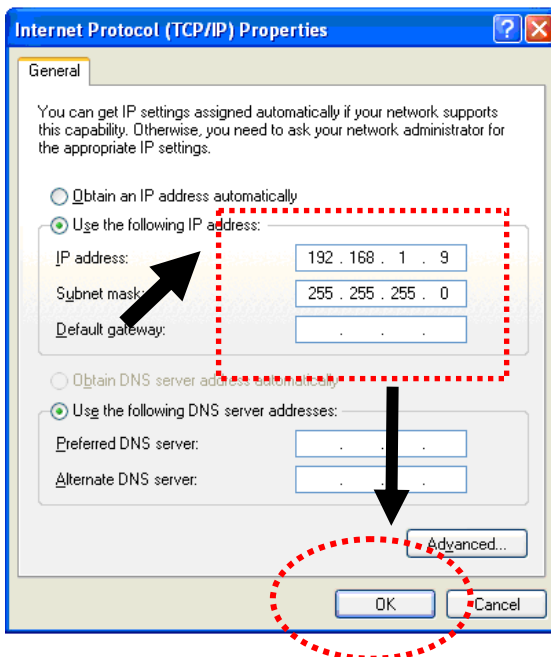 Internet Protocol (TCP/IP) Properties
General
You can get IP settings assigned automatically if your network supports
this capability. Otherwise, you need to ask your network administrator for
the appropriate IP settings.
Obtain an IP address automatically
Use the following IP address:
IP address: 192 . 168 . 1 . 9
Subnet mask: 255 . 255 . 255 . 0
Default gateway: . . .
Obtain DNS server address automatically
Use the following DNS server addresses:
Preferred DNS server: . . .
Alternate DNS server: . . .
Advanced...
OK Cancel